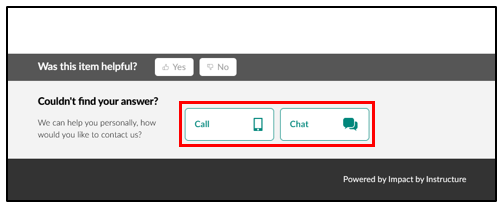 Was this item helpful? Yes No
Couldn't find your answer?
We can help you personally, how
would you like to contact us?
Call Chat
Powered by Impact by Instructure